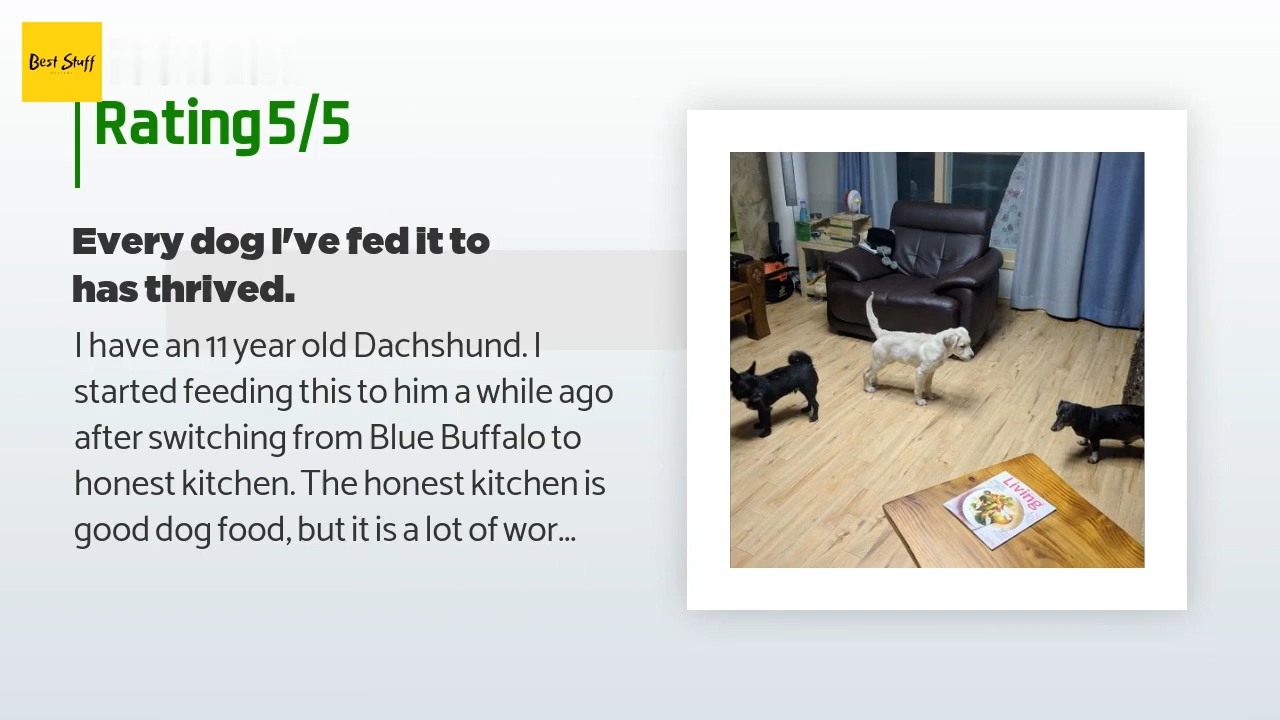 Best Stuff
Rating 5/5
Every dog I've fed it to
has thrived.
I have an 11 year old Dachshund. I
started feeding this to him a while ago
after switching from Blue Buffalo to
honest kitchen. The honest kitchen is
good dog food, but it is a lot of wor...
Living